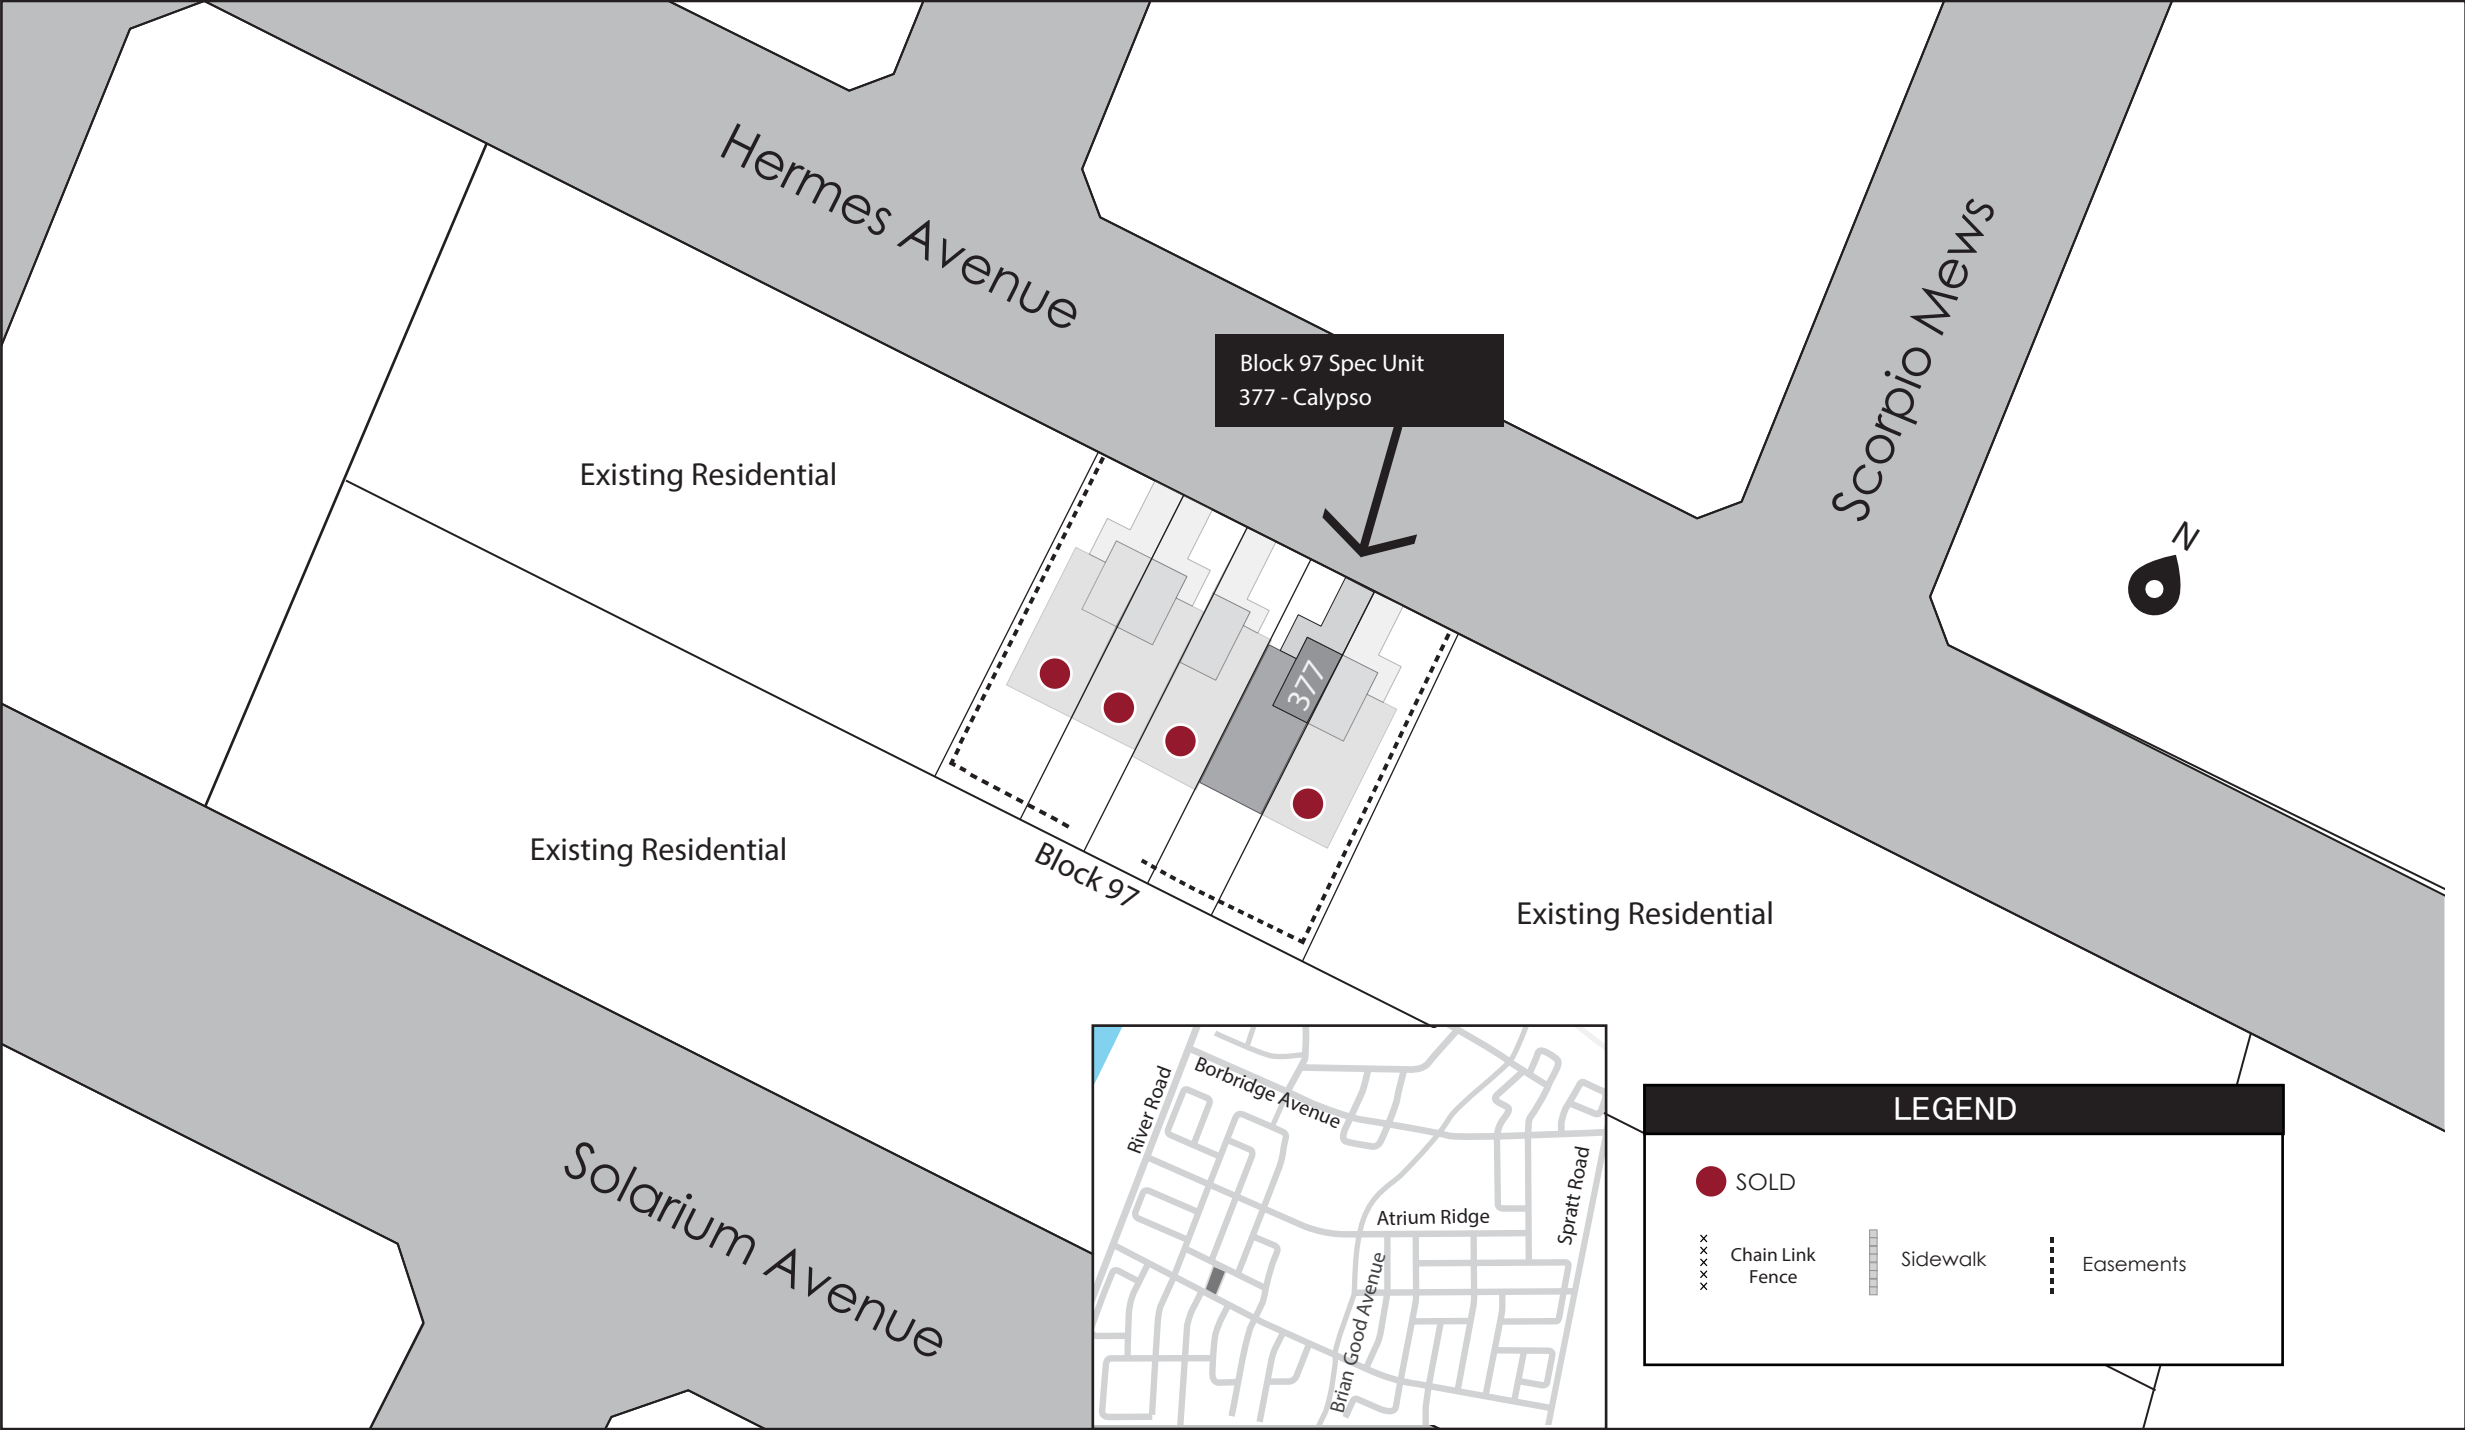 Hermes Avenue
Scorpio Mews
Block 97 Spec Unit
377 - Calypso
N
Existing Residential
377
Existing Residential
Block 97
Existing Residential
Solarium Avenue
River Road
Borbridge Avenue
Atrium Ridge
Spratt Road
Brian Good Avenue
LEGEND
SOLD
Chain Link
Fence
Sidewalk
Easements